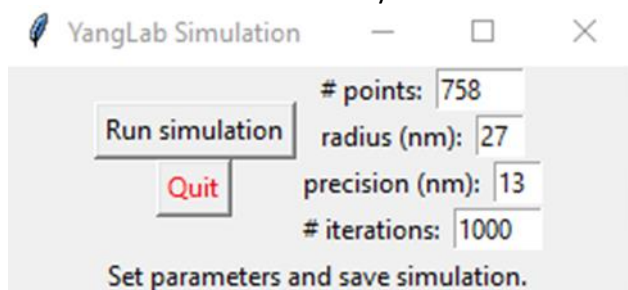 YangLab Simulation
# points: 758
Run simulation
radius (nm): 27
Quit
precision (nm): 13
# iterations: 1000
Set parameters and save simulation.